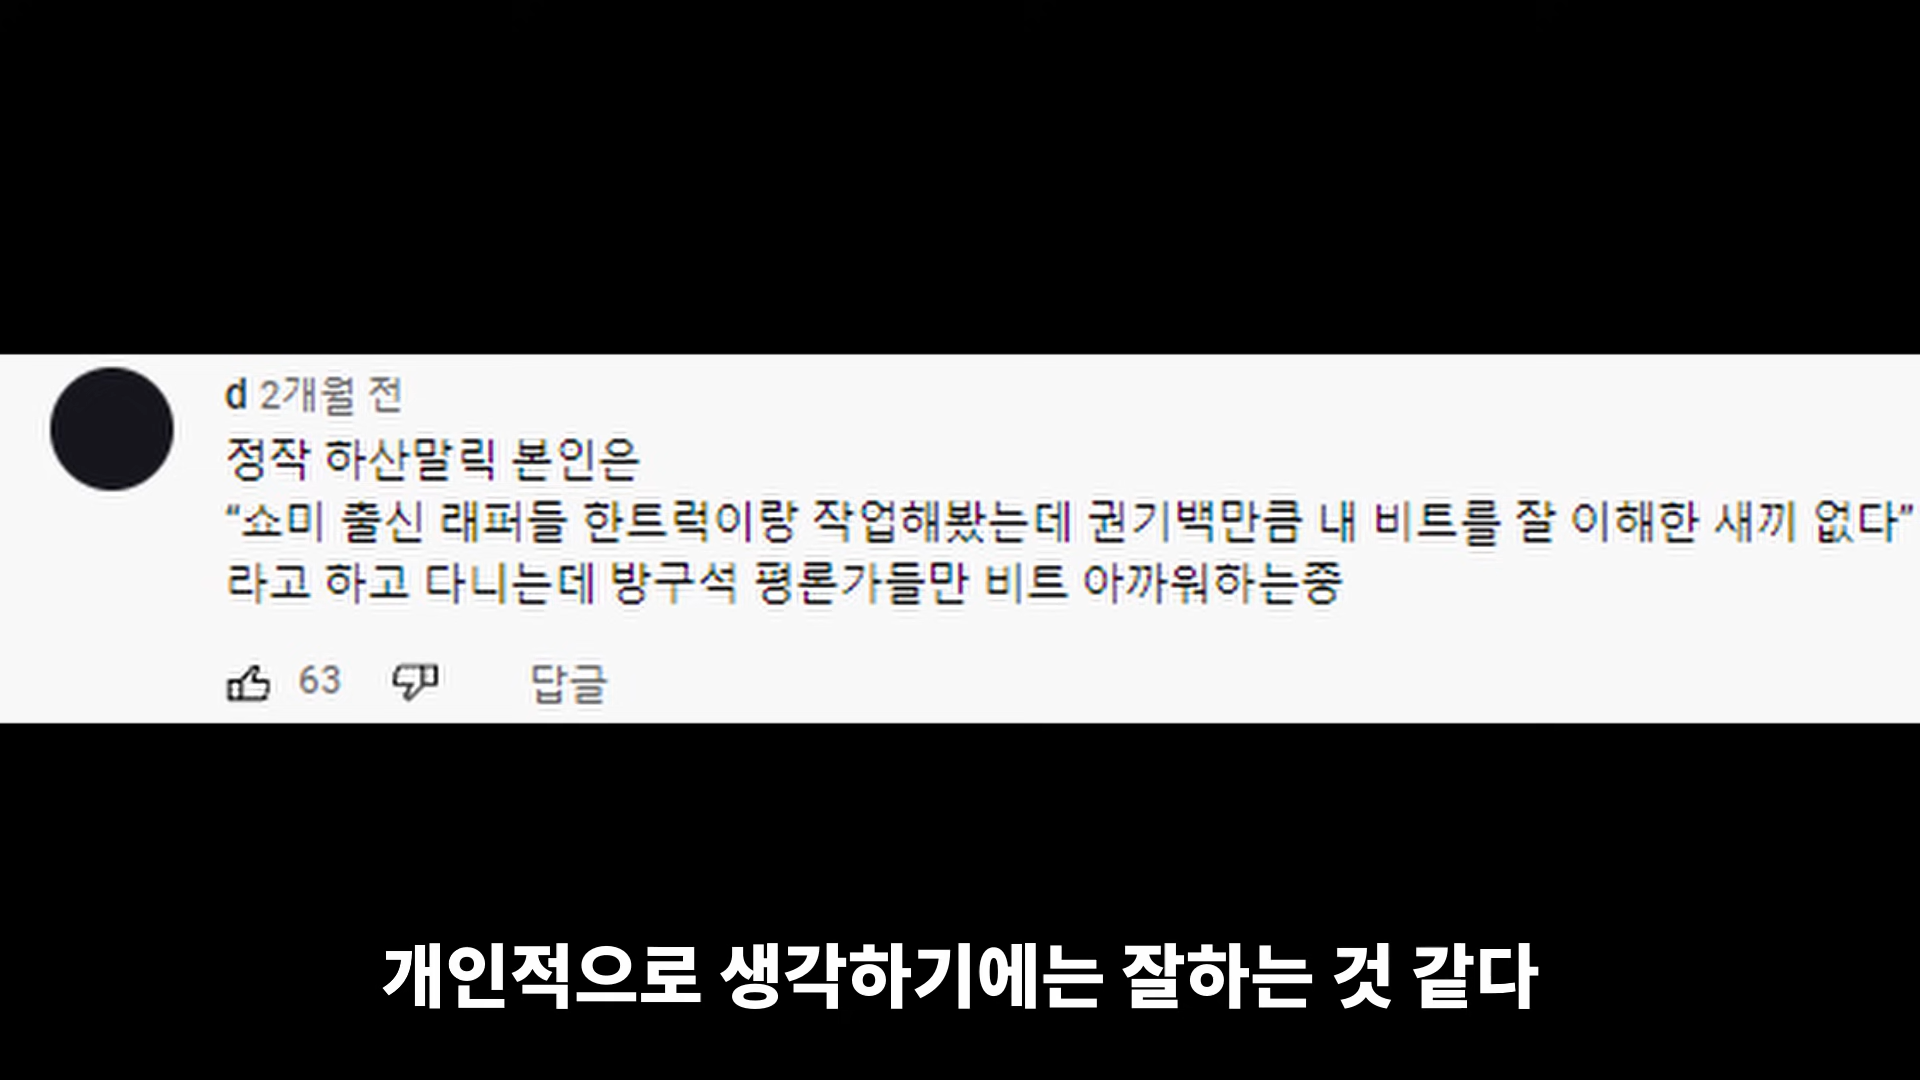 d 2개월 전
정작 하산말릭 본인은
“쇼미 출신 래퍼들 한트럭이랑 작업해봤는데 권기백만큼 내 비트를 잘 이해한 새끼 없다”
라고 하고 다니는데 방구석 평론가들만 비트 아까워하는중
63 답글
개인적으로 생각하기에는 잘하는 것 같다